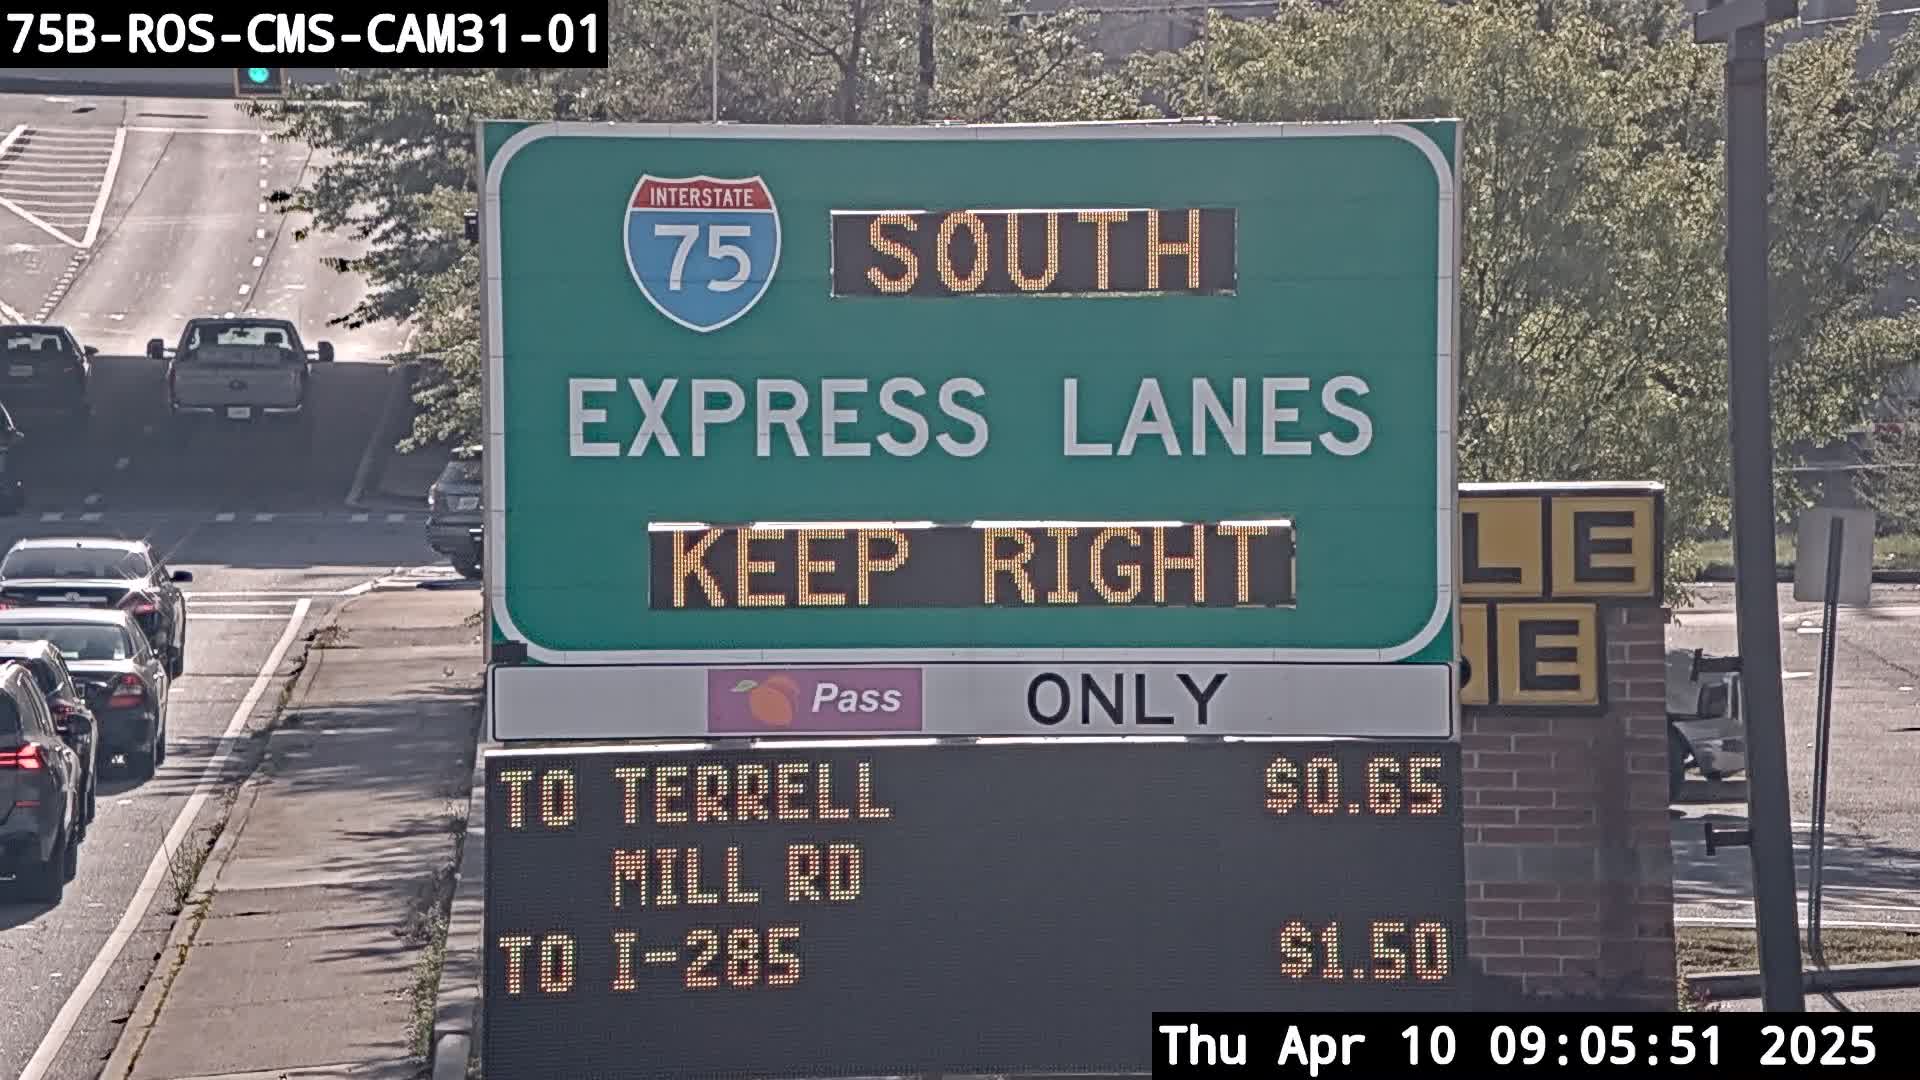 75B-ROS-CMS-CAM31-01
INTERSTATE
75
SOUTH
EXPRESS LANES
KEEP RIGHT
Pass ONLY
LE
E
TO TERRELL $0.65
MILL RD
TO I-285 $1.50
Thu Apr 10 09:05:51 2025